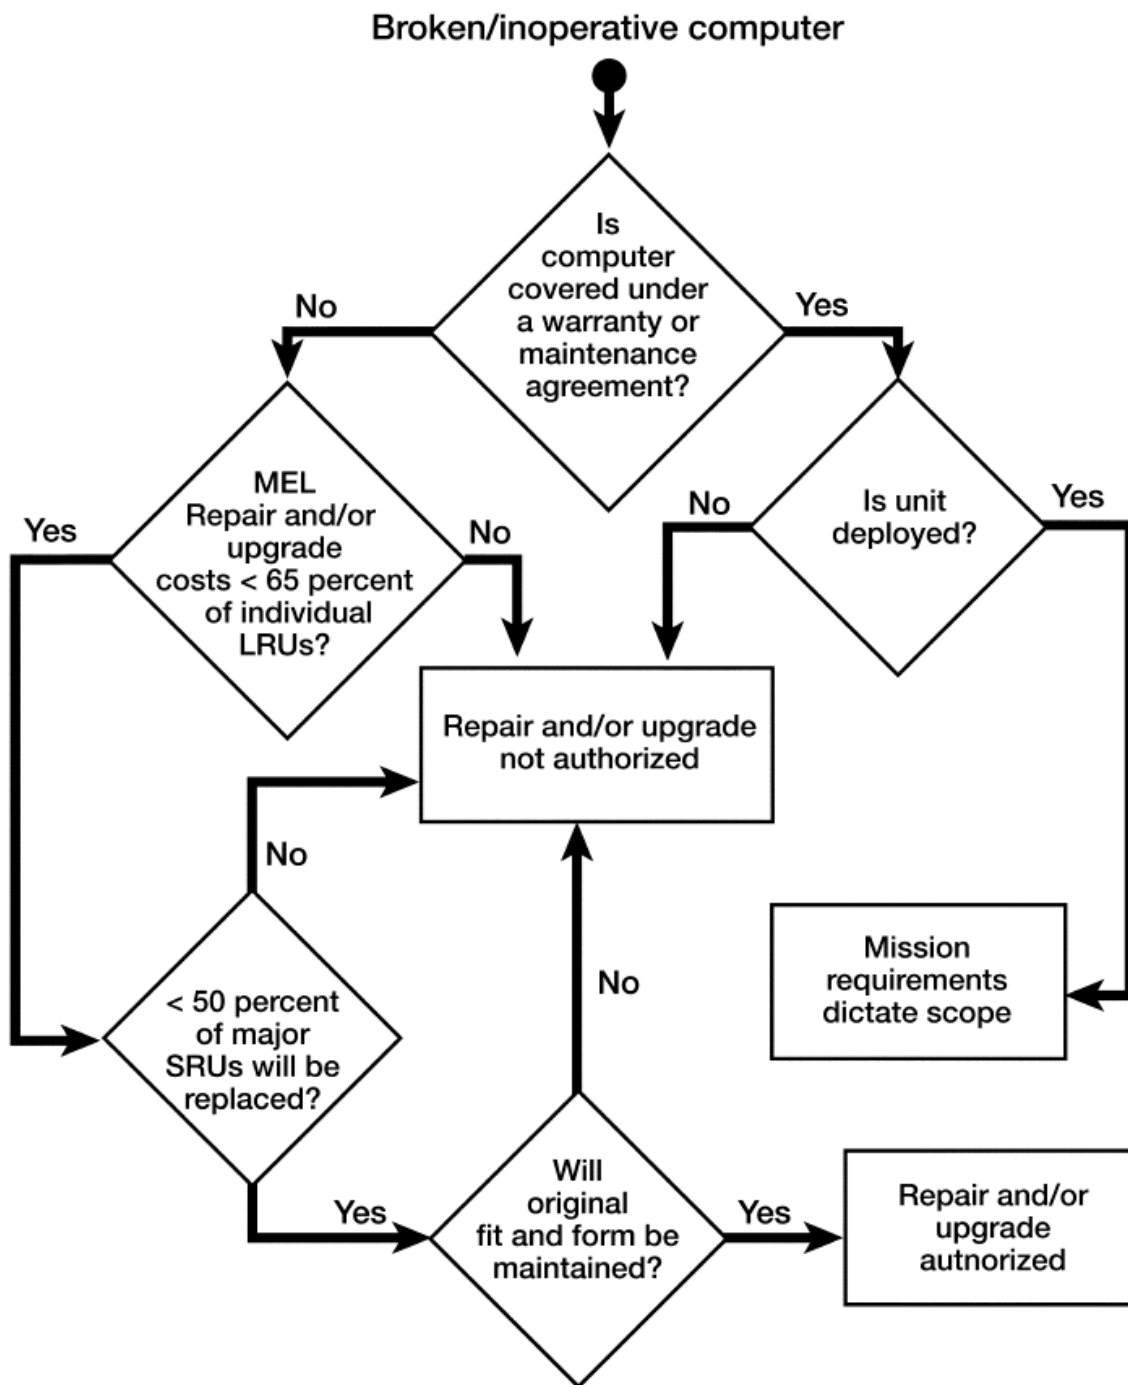 Broken/inoperative computer
Is
computer
covered under
a warranty or
maintenance
agreement?
No
Yes
MEL
Repair and/or
upgrade
costs < 65 percent
of individual
LRUs?
Yes
No
Is unit
deployed?
No
Yes
Repair and/or upgrade
not authorized
No
< 50 percent
of major
SRUs will be
replaced?
Mission
requirements
dictate scope
No
Yes
Will
original
fit and form be
maintained?
Yes
Repair and/or
upgrade
autnorized